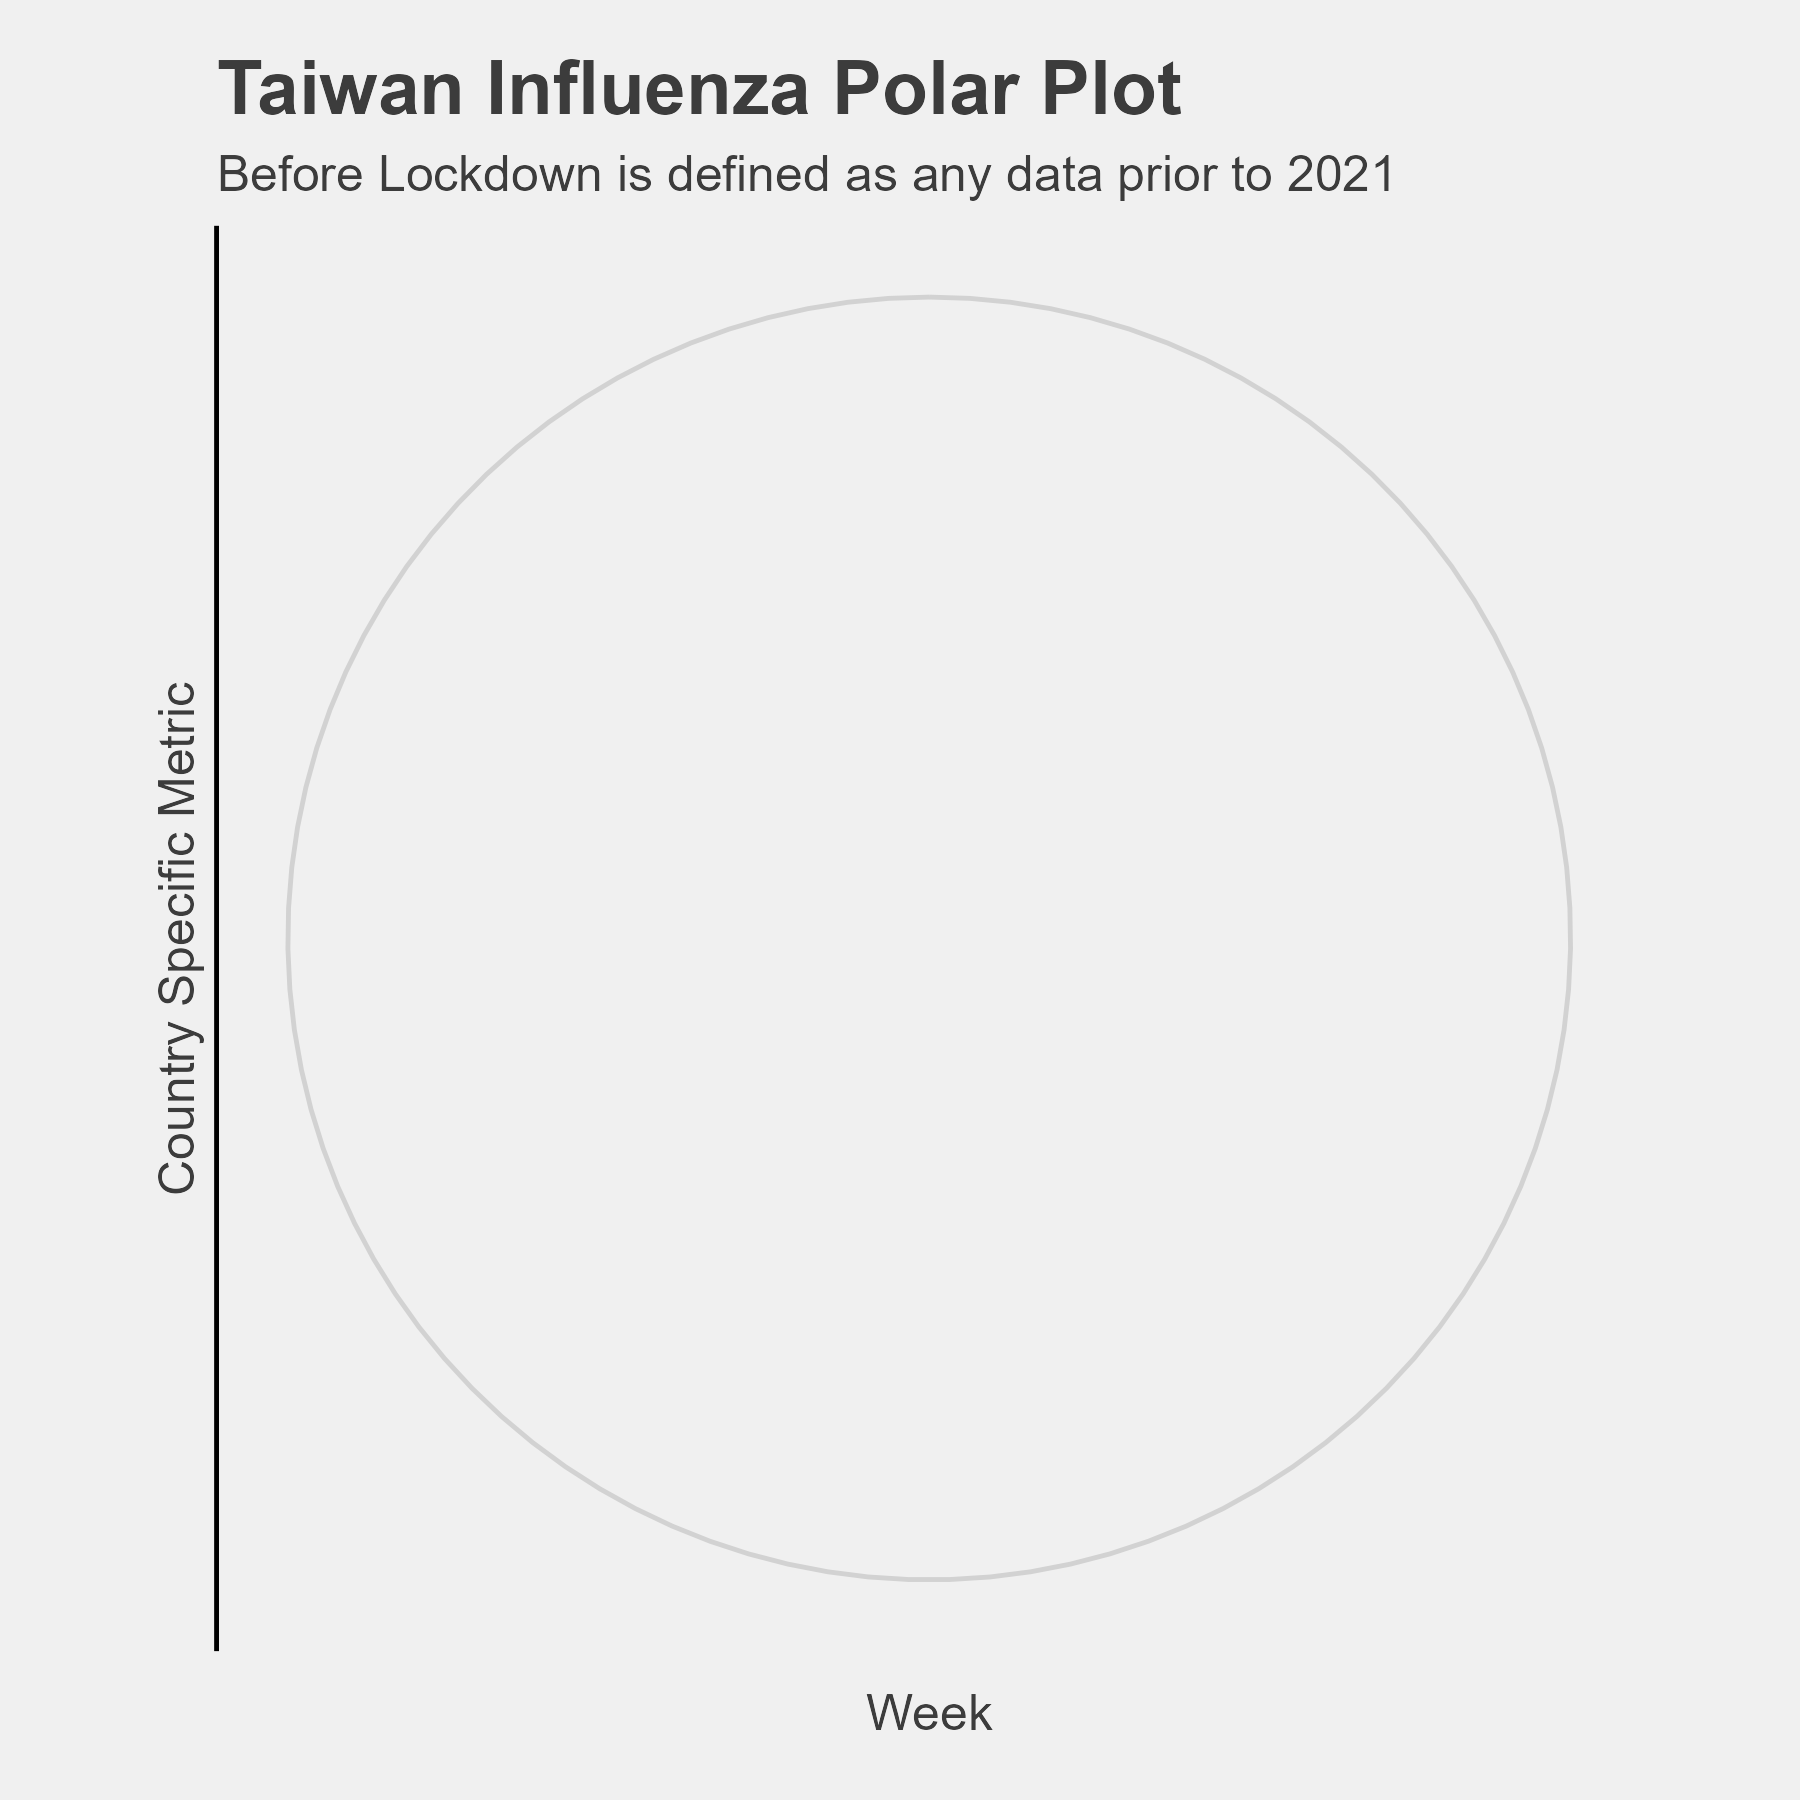 Taiwan Influenza Polar Plot
Before Lockdown is defined as any data prior to 2021
Country Specific Metric
Week